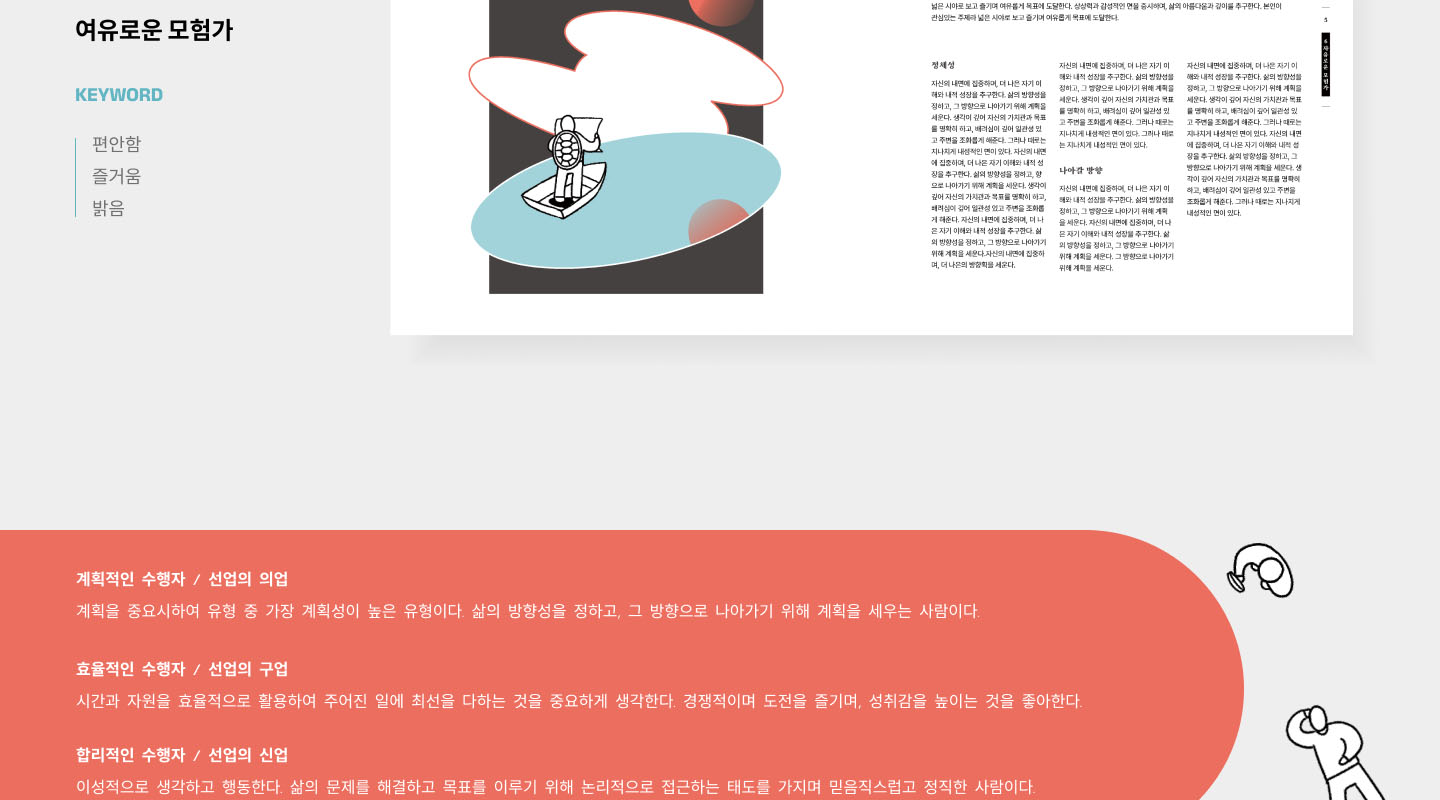 여유로운 모험가
KEYWORD
편안함
즐거움
밝음
넓은 시야로 보고 즐기며 여유롭게 목표에 도달한다. 상상력과 감성적인 면을 중시하며, 삶의 아름다움과 깊이를 추구한다. 본연이
관심있는 주제라 넓은 시야로 보고 즐기며 여유롭게 목표에 도달한다.
정체성
자신의 내면에 집중하며, 더 나은 자기 이
해와 내적 성장을 추구한다. 삶의 방향성을
정하고, 그 방향으로 나아가기 위해 계획을
세운다. 생각이 깊어 자신의 가치관과 목표
를 명확히 하고, 배려심이 깊어 일관성 있
고 주변을 조화롭게 해준다. 그러나 때로는
지나치게 내성적인 면이 있다. 자신의 내면
에 집중하며, 더 나은 자기 이해와 내적 성
장을 추구한다. 삶의 방향성을 정하고, 향
으로 나아가기 위해 계획을 세운다. 생각이
깊어 자신의 가치관과 목표를 명확히 하고,
배려심이 깊어 일관성 있고 주변을 조화롭
게 해준다. 자신의 내면에 집중하며, 더 나
은 자기 이해와 내적 성장을 추구한다. 삶
의 방향성을 정하고, 그 방향으로 나아가기
위해 계획을 세운다.자신의 내면에 집중하
며, 더 나은의 방향획을 세운다.
자신의 내면에 집중하며, 더 나은 자기 이
해와 내적 성장을 추구한다. 삶의 방향성을
정하고, 그 방향으로 나아가기 위해 계획을
세운다. 생각이 깊어 자신의 가치관과 목표
를 명확히 하고, 배려심이 깊어 일관성 있
고 주변을 조화롭게 해준다. 그러나 때로는
지나치게 내성적인 면이 있다. 그러나 때로
는 지나치게 내성적인 면이 있다.
나아갈 방향
자신의 내면에 집중하며, 더 나은 자기 이
해와 내적 성장을 추구한다. 삶의 방향성을
정하고, 그 방향으로 나아가기 위해 계획
을 세운다. 자신의 내면에 집중하며, 더 나
은 자기 이해와 내적 성장을 추구한다. 삶
의 방향성을 정하고, 그 방향으로 나아가기
위해 계획을 세운다. 그 방향으로 나아가기
위해 계획을 세운다.
자신의 내면에 집중하며, 더 나은 자기 이
해와 내적 성장을 추구한다. 삶의 방향성을
정하고, 그 방향으로 나아가기 위해 계획을
세운다. 생각이 깊어 자신의 가치관과 목표
를 명확히 하고, 배려심이 깊어 일관성 있
고 주변을 조화롭게 해준다. 그러나 때로는
지나치게 내성적인 면이 있다. 자신의 내면
에 집중하며, 더 나은 자기 이해와 내적 성
장을 추구한다. 삶의 방향성을 정하고, 그
방향으로 나아가기 위해 계획을 세운다. 생
각이 깊어 자신의 가치관과 목표를 명확히
하고, 배려심이 깊어 일관성 있고 주변을
조화롭게 해준다. 그러나 때로는 지나치게
내성적인 면이 있다.
5
6 자유로운 모험가
계획적인 수행자 / 선업의 의업
계획을 중요시하여 유형 중 가장 계획성이 높은 유형이다. 삶의 방향성을 정하고, 그 방향으로 나아가기 위해 계획을 세우는 사람이다.
효율적인 수행자 / 선업의 구업
시간과 자원을 효율적으로 활용하여 주어진 일에 최선을 다하는 것을 중요하게 생각한다. 경쟁적이며 도전을 즐기며, 성취감을 높이는 것을 좋아한다.
합리적인 수행자 / 선업의 신업
이성적으로 생각하고 행동한다. 삶의 문제를 해결하고 목표를 이루기 위해 논리적으로 접근하는 태도를 가지며 믿음직스럽고 정직한 사람이다.